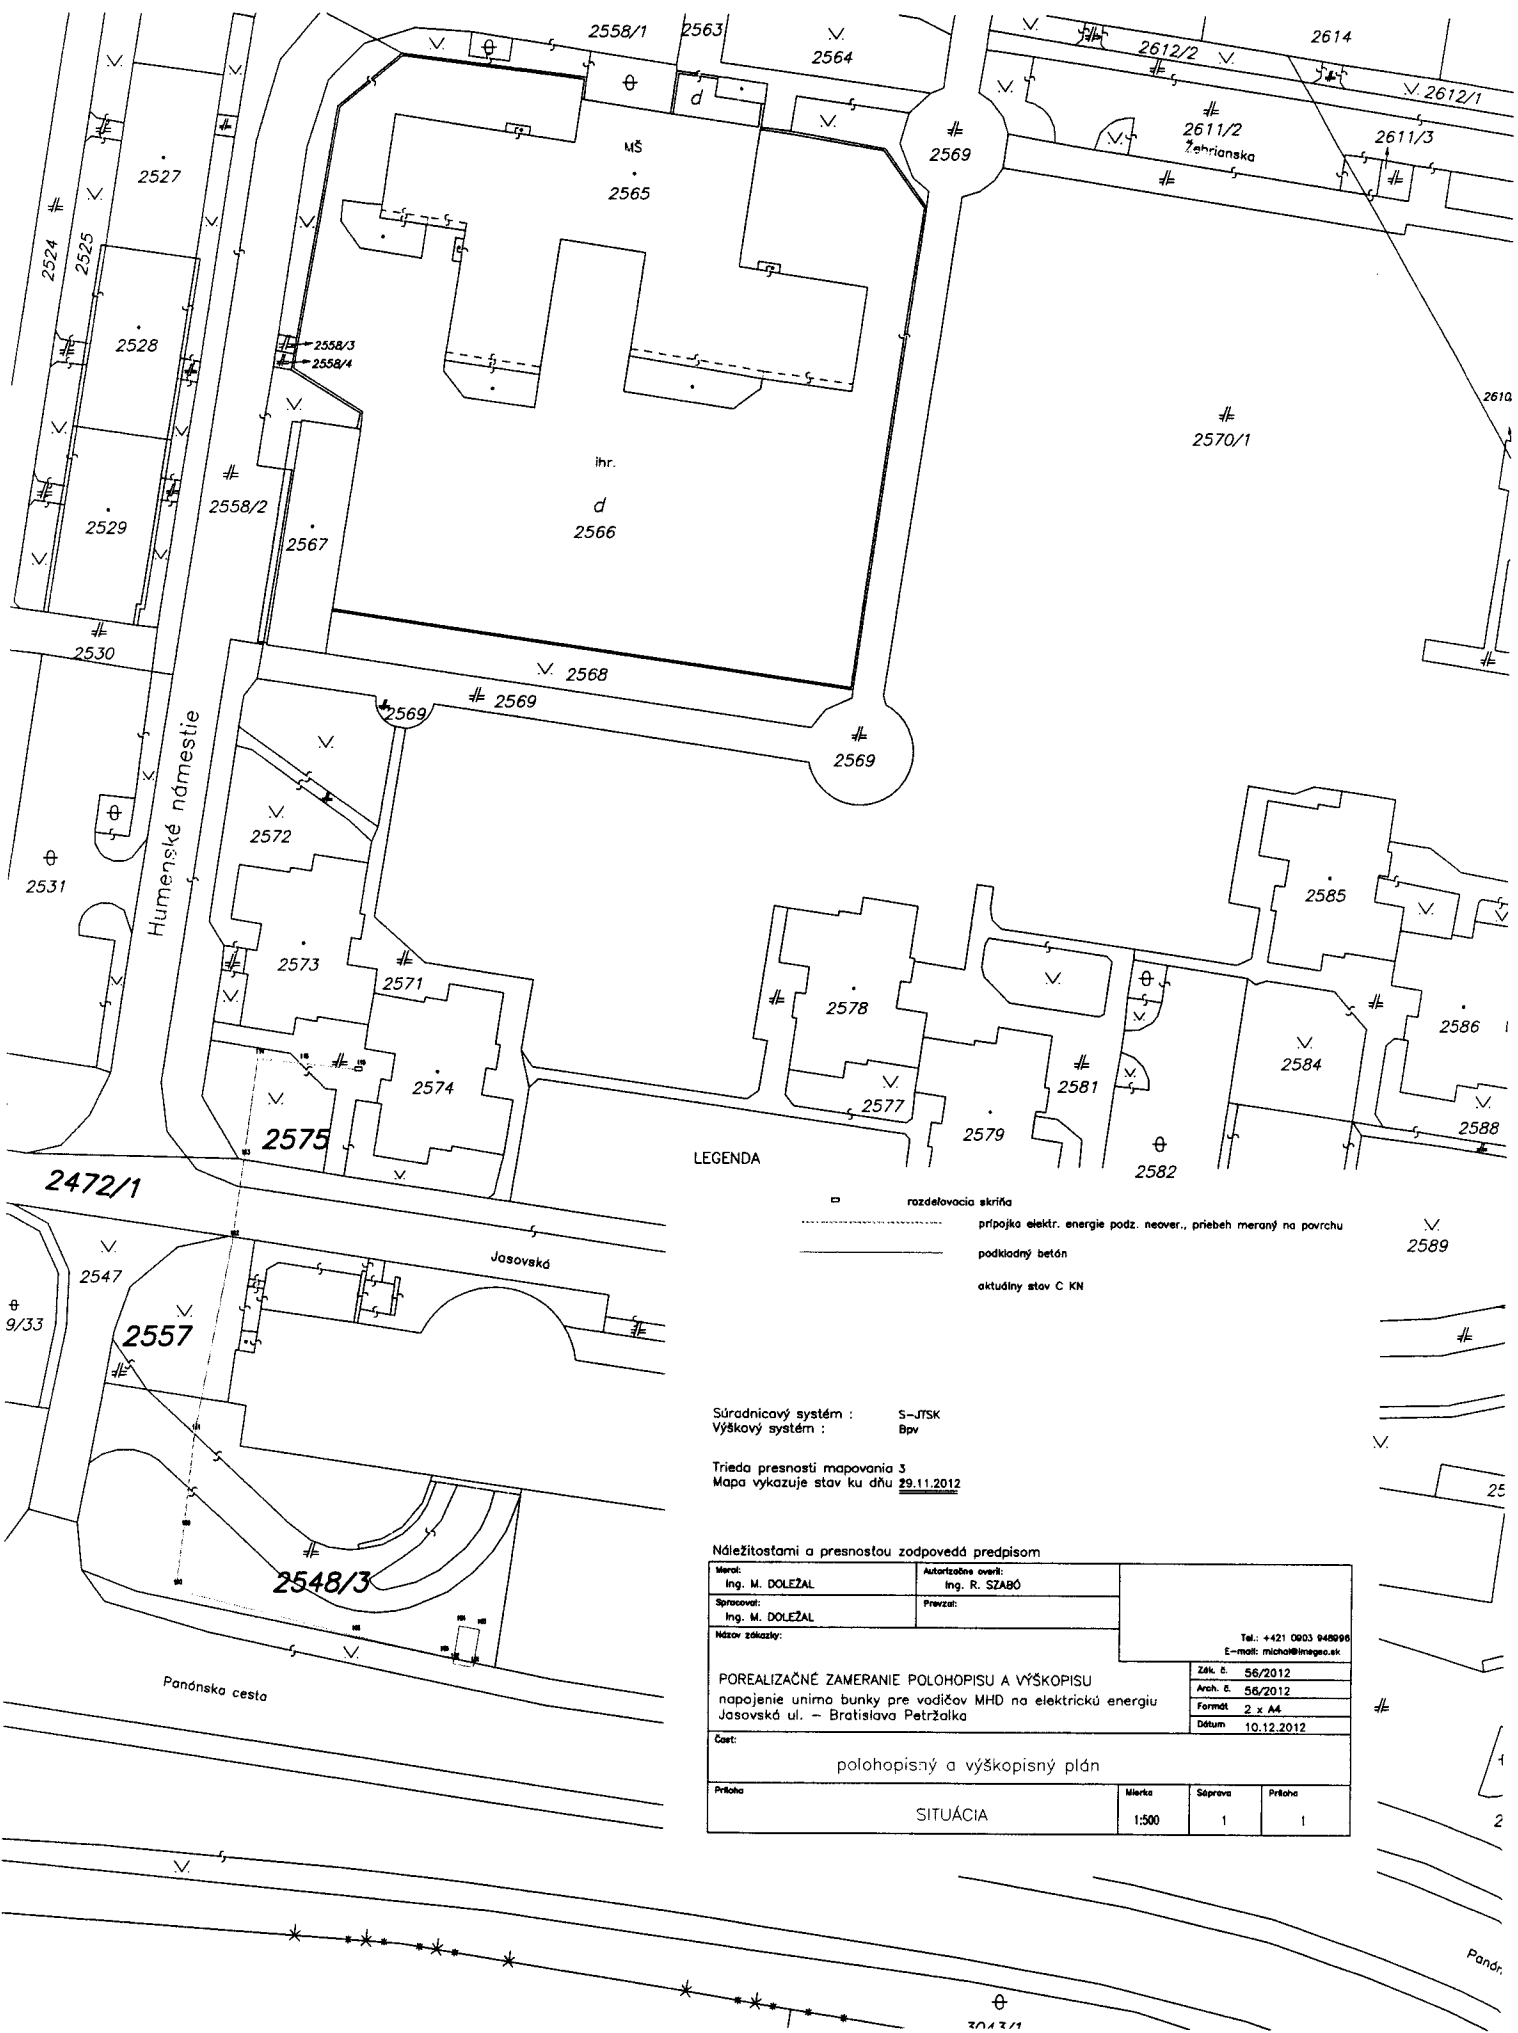 2558/1
2563
2564
2612/2
2614
2612/1
2611/2
Žehrianska
2611/3
2569
d
MŠ
2565
2527
2524
2525
2528
2558/3
2558/4
2570/1
ihr.
d
2566
2558/2
2529
2567
2530
2568
2569
2569
2569
Humenské námestie
2572
2531
2585
2573
2571
2578
2586
2574
2584
2581
2577
2579
2588
2575
2582
LEGENDA
2472/1
rozdeľovacia skriňa
prípojka elektr. energie podz. neover., priebeh meraný na povrchu
podkladný betón
aktuálny stav C KN
2589
Jasovská
2547
9/33
2557
Súradnicový systém : S-JTSK
Výškový systém : Bpv
Trieda presnosti mapovania 3
Mapa vykazuje stav ku dňu 29.11.2012
2548/3
Náležitosťami a presnosťou zodpovedá predpisom
Meral:
Ing. M. DOLEŽAL
Autorizačne overil:
Ing. R. SZABÓ
Spracoval:
Ing. M. DOLEŽAL
Prevzal:
Názov zákazky:
Tel.: +421 0903 948996
E-mail: michal@imegeo.sk
POREALIZAČNÉ ZAMERANIE POLOHOPISU A VÝŠKOPISU
napojenie unimo bunky pre vodičov MHD na elektrickú energiu
Jasovská ul. – Bratislava Petržalka
Zák. č. 56/2012
Arch. č. 56/2012
Formát 2 x A4
Dátum 10.12.2012
Časť:
polohopisný a výškopisný plán
Príloha
SITUÁCIA
Mierka
1:500
Súprava
1
Príloha
1
Panónska cesta
3043/1